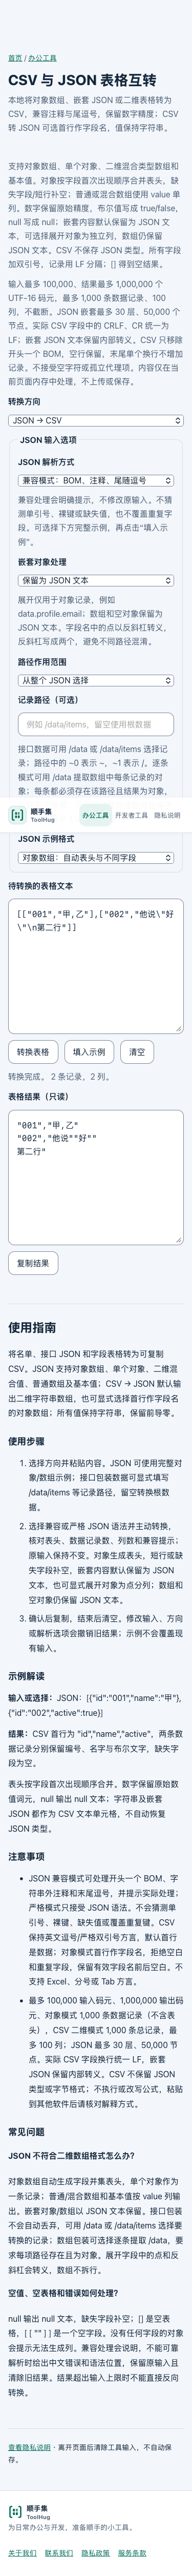 首页 / 办公工具
CSV 与 JSON 表格互转
本地将对象数组、嵌套 JSON 或二维表格转为
CSV，兼容注释与尾逗号，保留数字精度；CSV
转 JSON 可选首行作字段名，值保持字符串。
支持对象数组、单个对象、二维混合类型数组和
基本值。对象按字段首次出现顺序合并表头，缺
失字段/短行补空；普通或混合数组使用 value 单
列。数字保留原始精度，布尔值写成 true/false，
null 写成 null；嵌套内容默认保留为 JSON 文
本，可选择展开对象为独立列，数组仍保留
JSON 文本。CSV 不保存 JSON 类型。所有字段
加双引号，记录用 LF 分隔；[] 得到空结果。
输入最多 100,000、结果最多 1,000,000 个
UTF-16 码元，最多 1,000 条数据记录、100
列，不截断。JSON 嵌套最多 30 层、50,000 个
节点。实际 CSV 字段中的 CRLF、CR 统一为
LF；嵌套 JSON 文本保留内部转义。CSV 只移除
开头一个 BOM，空行保留，末尾单个换行不增加
记录。不接受空字符或孤立代理项。内容仅在当
前页面内存中处理，不上传或保存。
转换方向
JSON → CSV
JSON 输入选项
JSON 解析方式
兼容模式：BOM、注释、尾随逗号
兼容处理会明确提示，不修改原输入。不猜
测单引号、裸键或缺失值，也不覆盖重复字
段。可选择下方完整示例，再点击“填入示
例”。
嵌套对象处理
保留为 JSON 文本
展开仅用于对象记录，例如
data.profile.email；数组和空对象保留为
JSON 文本。字段名中的点以反斜杠转义，
反斜杠写成两个，避免不同路径混淆。
路径作用范围
从整个 JSON 选择
记录路径（可选）
例如 /data/items，留空使用根数据
接口数据可用 /data 或 /data/items 选择记
录；路径中的 ~0 表示 ~，~1 表示 /。逐条
模式可用 /data 提取数组中每条记录的对
象；每条都必须存在该路径且结果为对象，
顺手集
ToolHug
办公工具 开发者工具 隐私说明
JSON 示例格式
对象数组：自动表头与不同字段
待转换的表格文本
[["001","甲,乙"],["002","他说\"好
\"\n第二行"]]
转换表格 填入示例 清空
转换完成。 2 条记录，2 列。
表格结果（只读）
"001","甲,乙"
"002","他说""好""
第二行"
复制结果
使用指南
将名单、接口 JSON 和字段表格转为可复制
CSV。JSON 支持对象数组、单个对象、二维混
合值、普通数组及基本值；CSV → JSON 默认输
出二维字符串数组，也可显式选择首行作字段名
的对象数组；所有值保持字符串，保留前导零。
使用步骤
1. 选择方向并粘贴内容。JSON 可使用完整对
象/数组示例；接口包装数据可显式填写
/data/items 等记录路径，留空转换根数
据。
2. 选择兼容或严格 JSON 语法并主动转换，
核对表头、数据记录数、列数和兼容提示；
原输入保持不变。对象生成表头，短行或缺
失字段补空，嵌套内容默认保留为 JSON
文本，也可显式展开对象为点分列；数组和
空对象仍保留 JSON 文本。
3. 确认后复制，结束后清空。修改输入、方向
或解析选项会撤销旧结果；示例不会覆盖现
有输入。
示例解读
输入或选择： JSON：[{"id":"001","name":"甲"},
{"id":"002","active":true}]
结果： CSV 首行为 "id","name","active"，两条数
据记录分别保留编号、名字与布尔文字，缺失字
段为空。
表头按字段首次出现顺序合并。数字保留原始数
值词元，null 输出 null 文本；字符串及嵌套
JSON 都作为 CSV 文本单元格，不自动恢复
JSON 类型。
注意事项
• JSON 兼容模式可处理开头一个 BOM、字
符串外注释和末尾逗号，并提示实际处理；
严格模式只接受 JSON 语法。不会猜测单
引号、裸键、缺失值或覆盖重复键。CSV
保持英文逗号/严格双引号方言，默认首行
是数据；对象模式首行作字段名，拒绝空白
和重复字段，保留有效字段名前后空白。不
支持 Excel、分号或 Tab 方言。
• 最多 100,000 输入码元、1,000,000 输出码
元、对象模式 1,000 条数据记录（不含表
头），CSV 二维模式 1,000 条总记录，最
多 100 列；JSON 最多 30 层、50,000 节
点。实际 CSV 字段换行统一 LF，嵌套
JSON 保留内部转义。CSV 不保留 JSON
类型或字节格式；不执行或改写公式，粘贴
到其他软件后请核对解释方式。
常见问题
JSON 不符合二维数组格式怎么办？
对象数组自动生成字段并集表头，单个对象作为
一条记录；普通/混合数组和基本值按 value 列输
出。嵌套对象/数组以 JSON 文本保留。接口包装
不会自动丢弃，可用 /data 或 /data/items 选择要
转换的记录；数组包装可选择逐条提取 /data，要
求每项路径存在且为对象。展开字段中的点和反
斜杠会转义，数组不拆行。
空值、空表格和错误如何处理？
null 输出 null 文本，缺失字段补空；[] 是空表
格，[ [ "" ] ] 是一个空字段。没有任何字段的对象
会提示无法生成列。兼容处理会说明，不能可靠
解析时给出中文错误和语法位置，保留原输入且
清除旧结果。结果超出输入上限时不能直接反向
转换。
查看隐私说明 · 离开页面后清除工具输入，不自动保
存。
顺手集
ToolHug
为日常办公与开发，准备顺手的小工具。
关于我们 联系我们 隐私政策 服务条款